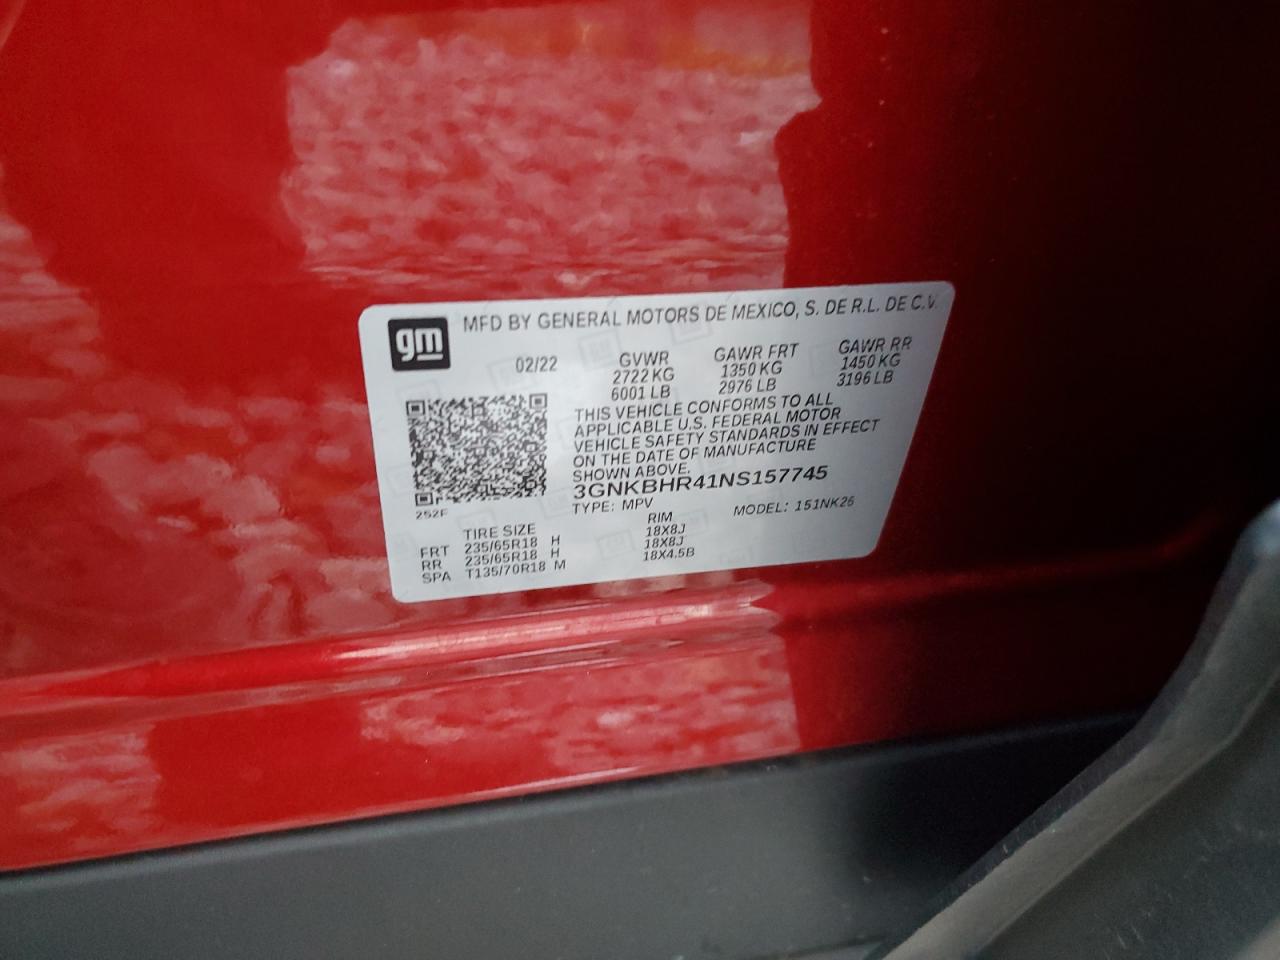 gm
MFD BY GENERAL MOTORS DE MEXICO, S. DE R.L. DE C.V.
02/22 GVWR GAWR FRT GAWR RR
2722 KG 1350 KG 1450 KG
6001 LB 2976 LB 3196 LB
THIS VEHICLE CONFORMS TO ALL
APPLICABLE U.S. FEDERAL MOTOR
VEHICLE SAFETY STANDARDS IN EFFECT
ON THE DATE OF MANUFACTURE
SHOWN ABOVE.
3GNKBHR41NS157745
TYPE: MPV MODEL: 151NK26
252F
TIRE SIZE RIM
FRT 235/65R18 H 18X8J
RR 235/65R18 H 18X8J
SPA T135/70R18 M 18X4.5B